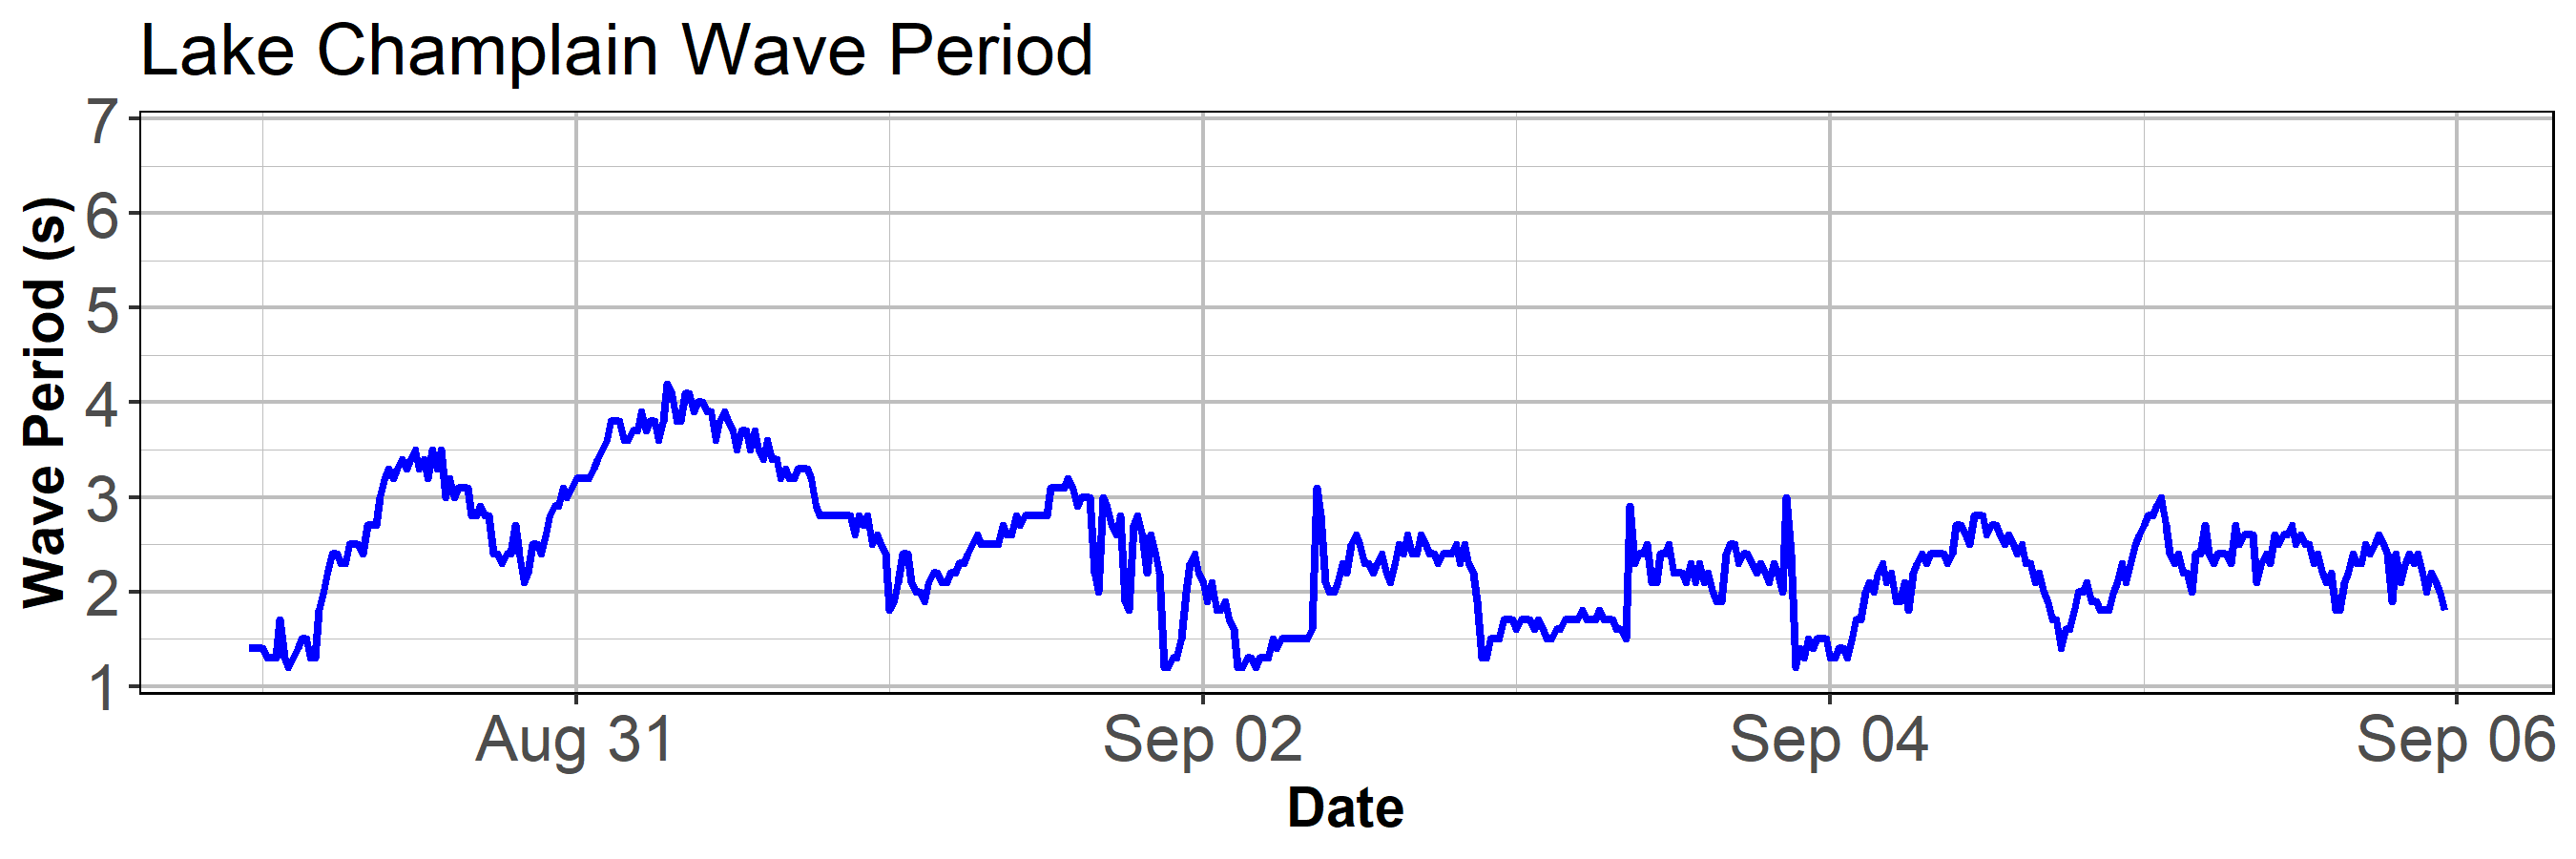 Lake Champlain Wave Period
Wave Period (s)
7
6
5
4
3
2
1
Aug 31
Sep 02
Sep 04
Sep 06
Date